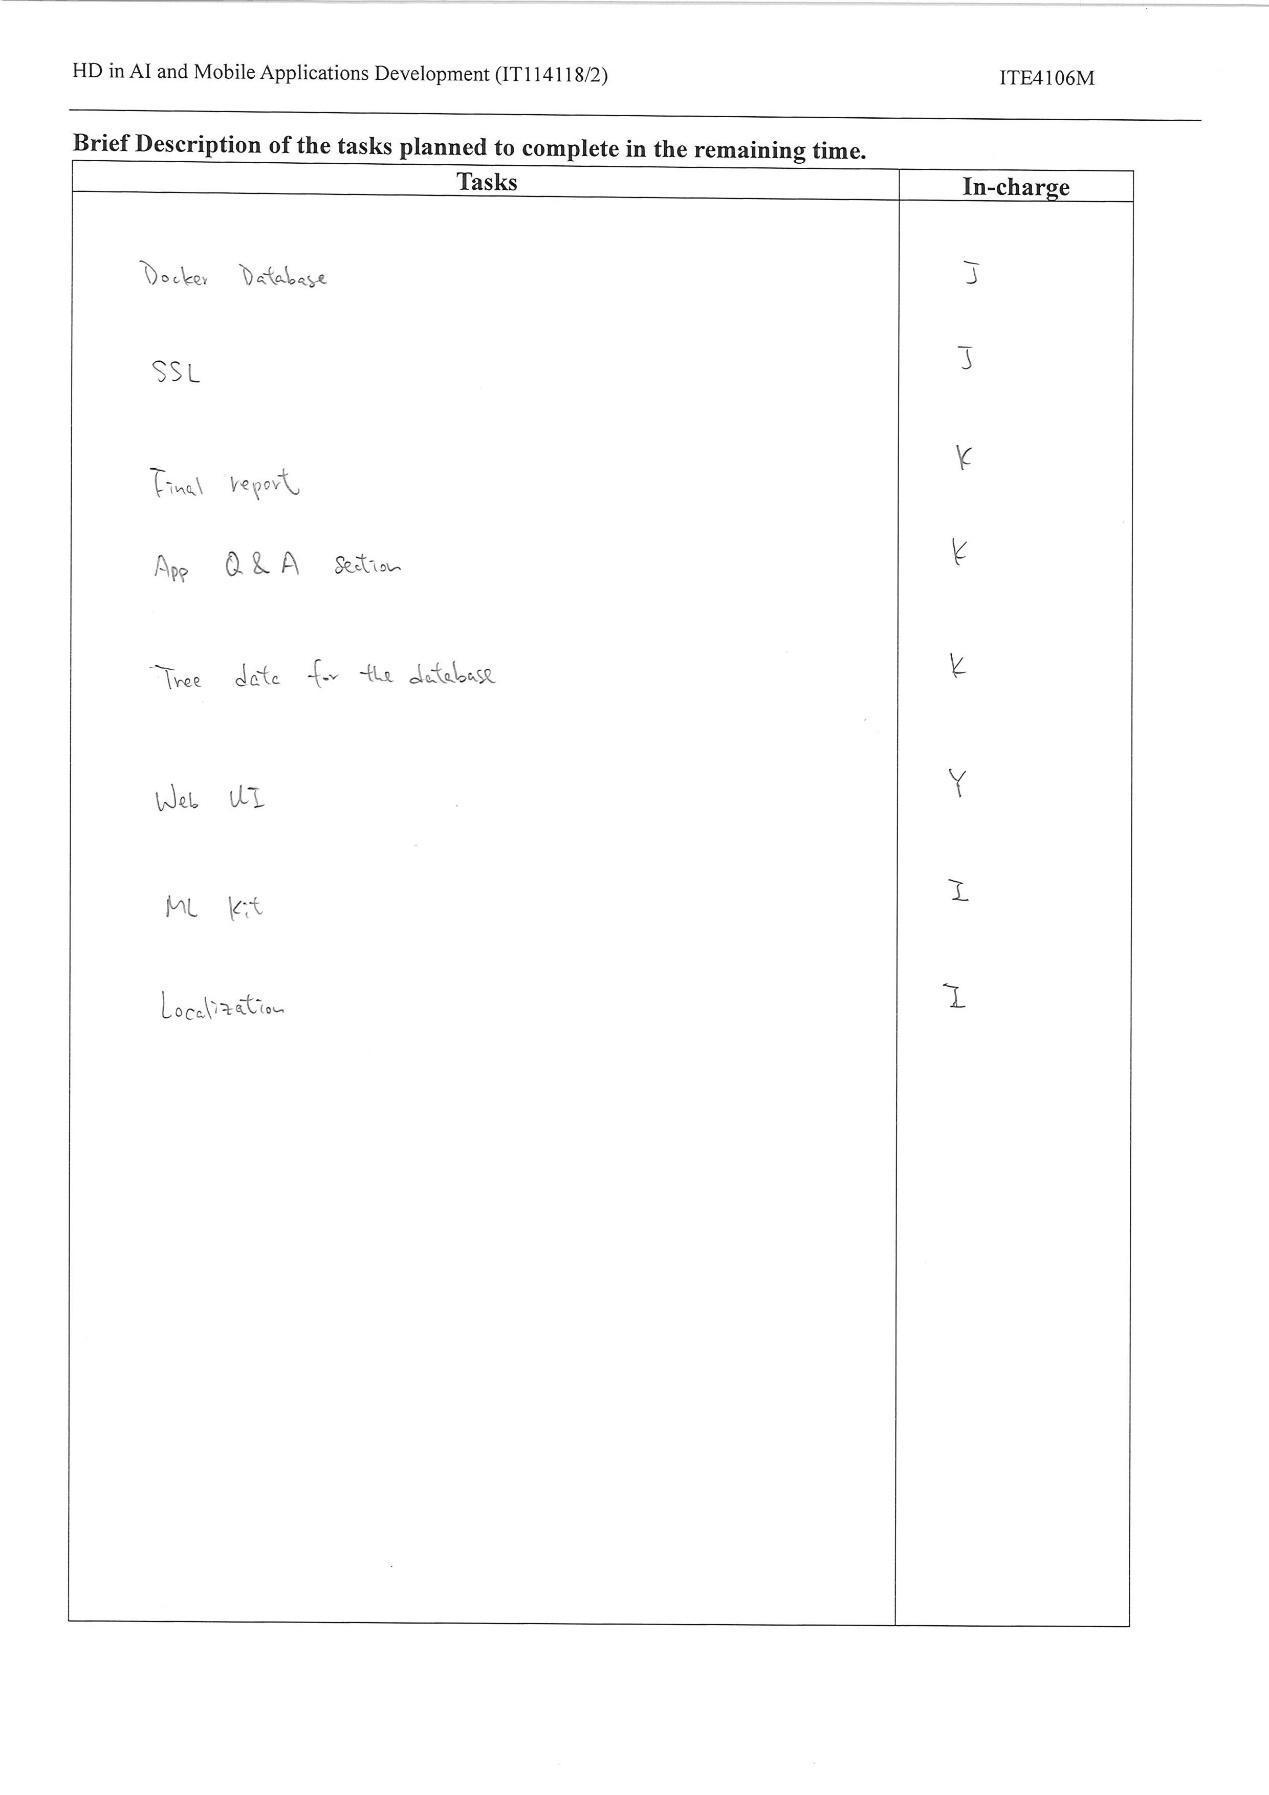 HD in AI and Mobile Applications Development (IT114118/2) ITE4106M
Brief Description of the tasks planned to complete in the remaining time.
Tasks In-charge
Docker Database J
SSL J
Final report K
App Q & A section K
Tree data for the database K
Web UI Y
ML Kit I
Localization I